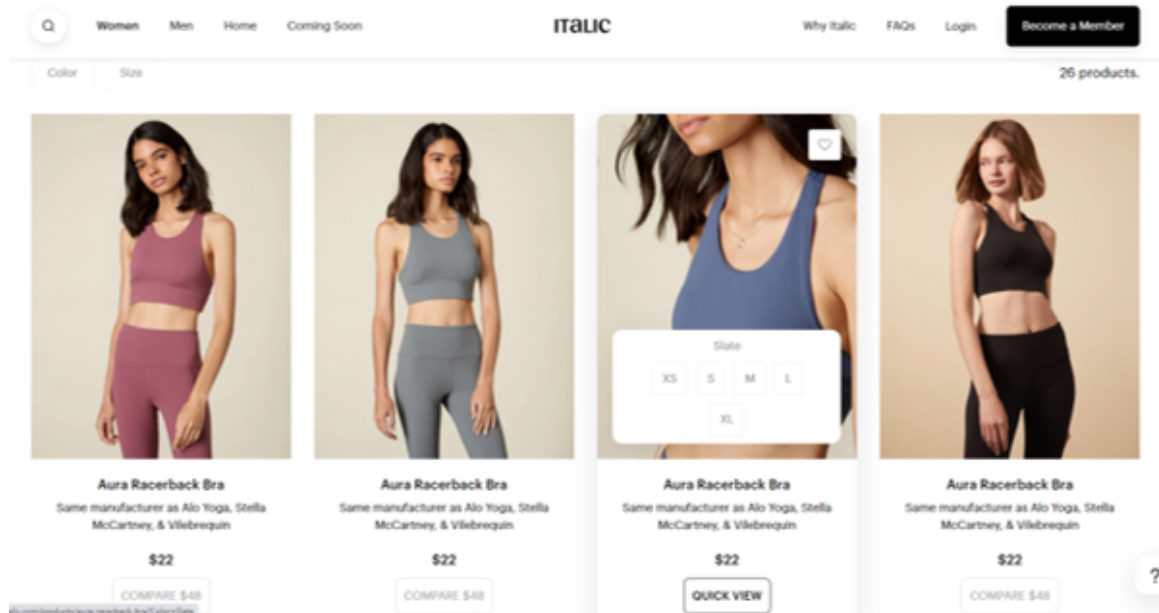 Women Men Home Coming Soon ITALIC Why Italic FAQs Login Become a Member
Color Size 26 products.
Slate
XS S M L
XL
Aura Racerback Bra Aura Racerback Bra Aura Racerback Bra Aura Racerback Bra
Same manufacturer as Alo Yoga, Stella Same manufacturer as Alo Yoga, Stella Same manufacturer as Alo Yoga, Stella Same manufacturer as Alo Yoga, Stella
McCartney, & Vilebrequin McCartney, & Vilebrequin McCartney, & Vilebrequin McCartney, & Vilebrequin
$22 $22 $22 $22
COMPARE $48 COMPARE $48 QUICK VIEW COMPARE $48
?